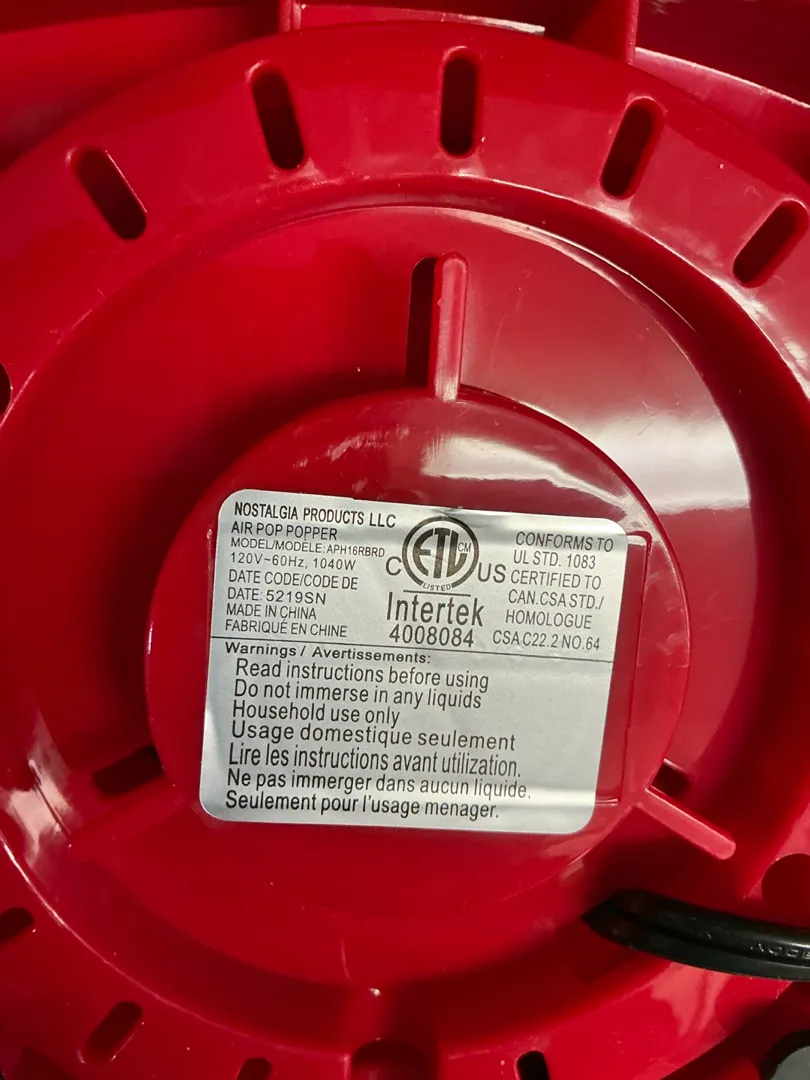 NOSTALGIA PRODUCTS LLC
AIR POP POPPER
MODEL/MODÈLE: APH16RBRD
120V~60Hz, 1040W
DATE CODE/CODE DE
DATE: 5219SN
MADE IN CHINA
FABRIQUÉ EN CHINE
ETL CM
LISTED
C US
Intertek
4008084
CONFORMS TO
UL STD. 1083
CERTIFIED TO
CAN.CSA STD./
HOMOLOGUE
CSA C22.2 NO.64
Warnings / Avertissements:
Read instructions before using
Do not immerse in any liquids
Household use only
Usage domestique seulement
Lire les instructions avant utilization.
Ne pas immerger dans aucun liquide.
Seulement pour l'usage menager.